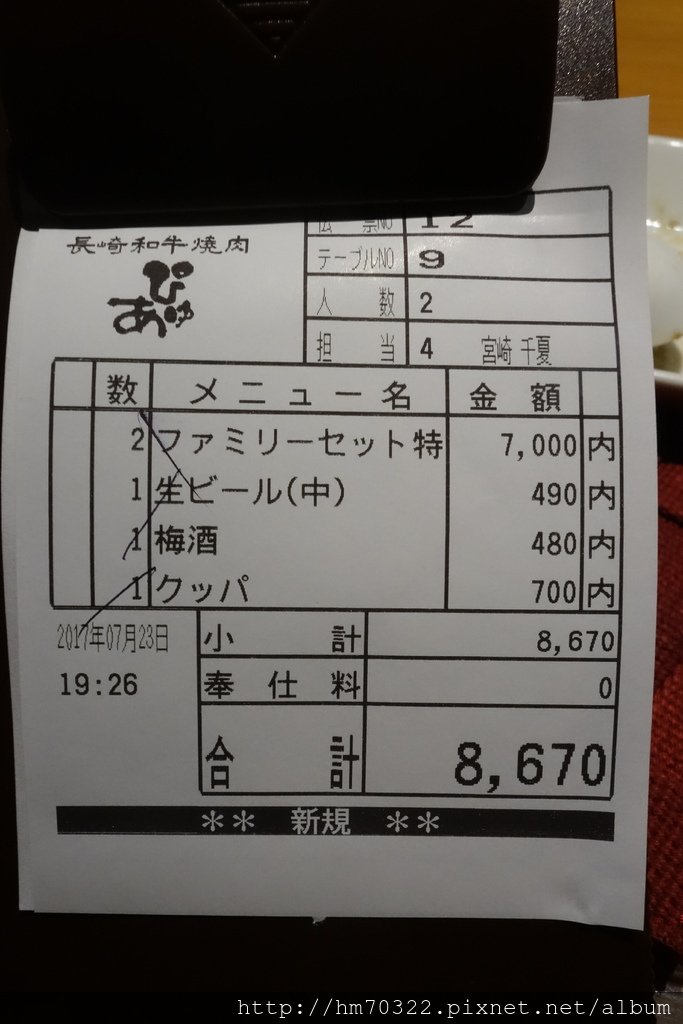 長崎和牛焼肉
ぴゅあ
伝票NO 12
テーブルNO 9
人数 2
担当 4 宮崎 千夏
数 メニュー名 金額
2 ファミリーセット特 7,000 内
1 生ビール(中) 490 内
1 梅酒 480 内
1 クッパ 700 内
2017年07月23日 小計 8,670
19:26 奉仕料 0
合計 8,670
** 新規 **
http://hm70322.pixnet.net/album